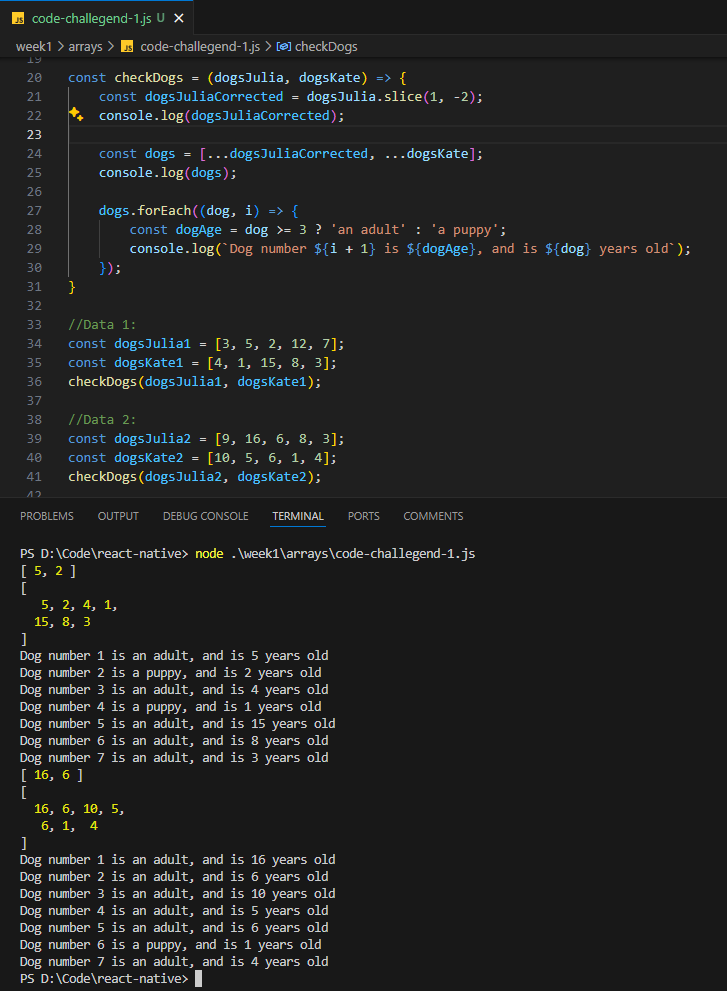 JS code-challegend-1.js U ×
week1 > arrays > JS code-challegend-1.js > checkDogs
19
20 const checkDogs = (dogsJulia, dogsKate) => {
21     const dogsJuliaCorrected = dogsJulia.slice(1, -2);
22     console.log(dogsJuliaCorrected);
23
24     const dogs = [...dogsJuliaCorrected, ...dogsKate];
25     console.log(dogs);
26
27     dogs.forEach((dog, i) => {
28         const dogAge = dog >= 3 ? 'an adult' : 'a puppy';
29         console.log(`Dog number ${i + 1} is ${dogAge}, and is ${dog} years old`);
30     });
31 }
32
33 //Data 1:
34 const dogsJulia1 = [3, 5, 2, 12, 7];
35 const dogsKate1 = [4, 1, 15, 8, 3];
36 checkDogs(dogsJulia1, dogsKate1);
37
38 //Data 2:
39 const dogsJulia2 = [9, 16, 6, 8, 3];
40 const dogsKate2 = [10, 5, 6, 1, 4];
41 checkDogs(dogsJulia2, dogsKate2);
42
PROBLEMS OUTPUT DEBUG CONSOLE TERMINAL PORTS COMMENTS
PS D:\Code\react-native> node .\week1\arrays\code-challegend-1.js
[ 5, 2 ]
[
   5, 2, 4, 1,
  15, 8, 3
]
Dog number 1 is an adult, and is 5 years old
Dog number 2 is a puppy, and is 2 years old
Dog number 3 is an adult, and is 4 years old
Dog number 4 is a puppy, and is 1 years old
Dog number 5 is an adult, and is 15 years old
Dog number 6 is an adult, and is 8 years old
Dog number 7 is an adult, and is 3 years old
[ 16, 6 ]
[
  16, 6, 10, 5,
   6, 1,  4
]
Dog number 1 is an adult, and is 16 years old
Dog number 2 is an adult, and is 6 years old
Dog number 3 is an adult, and is 10 years old
Dog number 4 is an adult, and is 5 years old
Dog number 5 is an adult, and is 6 years old
Dog number 6 is a puppy, and is 1 years old
Dog number 7 is an adult, and is 4 years old
PS D:\Code\react-native>